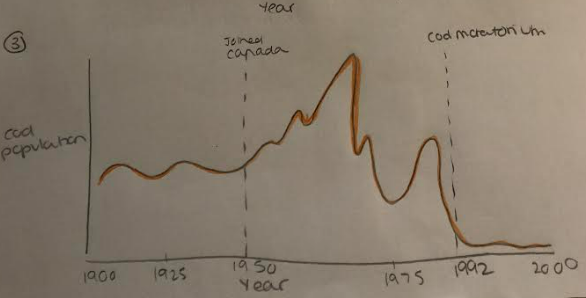 Year
③
Joined
canada
Cod moratorium
cod
population
1900
1925
1950
1975
1992
2000
Year